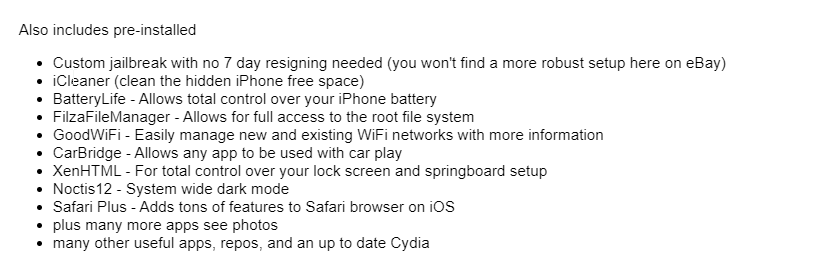 Also includes pre-installed
• Custom jailbreak with no 7 day resigning needed (you won't find a more robust setup here on eBay)
• iCleaner (clean the hidden iPhone free space)
• BatteryLife - Allows total control over your iPhone battery
• FilzaFileManager - Allows for full access to the root file system
• GoodWiFi - Easily manage new and existing WiFi networks with more information
• CarBridge - Allows any app to be used with car play
• XenHTML - For total control over your lock screen and springboard setup
• Noctis12 - System wide dark mode
• Safari Plus - Adds tons of features to Safari browser on iOS
• plus many more apps see photos
• many other useful apps, repos, and an up to date Cydia